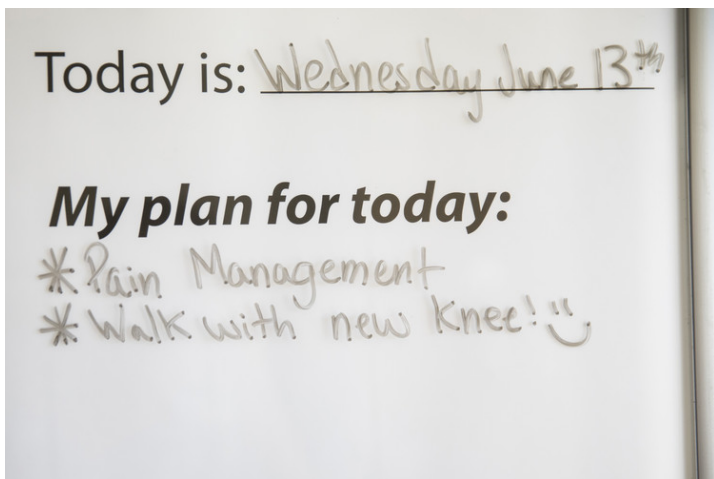 Today is: Wednesday June 13th
My plan for today:
* Pain Management
* Walk with new Knee!